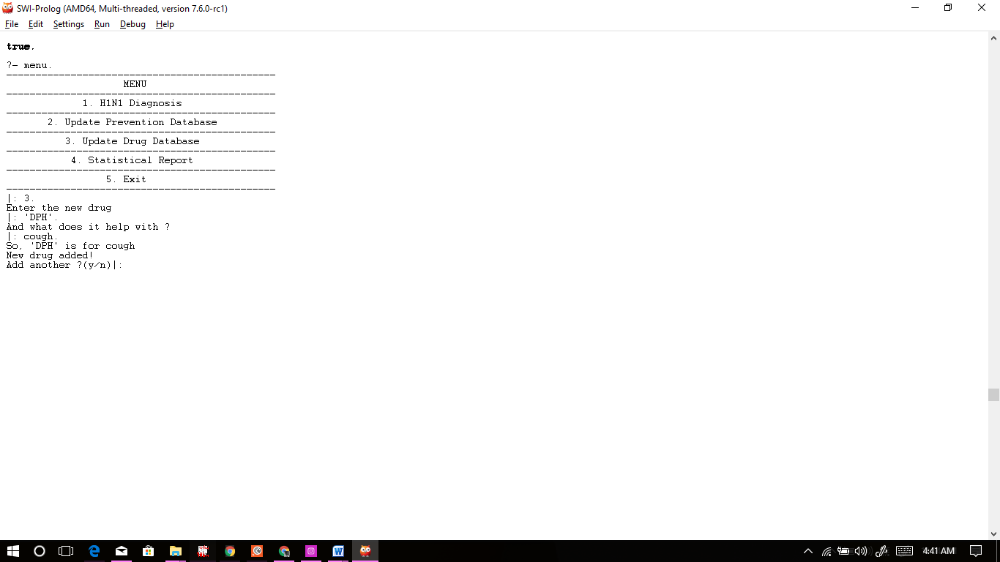 SWI-Prolog (AMD64, Multi-threaded, version 7.6.0-rc1)
File Edit Settings Run Debug Help
true.
?- menu.
----------------------------------------------
MENU
----------------------------------------------
1. H1N1 Diagnosis
----------------------------------------------
2. Update Prevention Database
----------------------------------------------
3. Update Drug Database
----------------------------------------------
4. Statistical Report
----------------------------------------------
5. Exit
----------------------------------------------
|: 3.
Enter the new drug
|: 'DPH'.
And what does it help with ?
|: cough.
So, 'DPH' is for cough
New drug added!
Add another ?(y/n)|:
4:41 AM